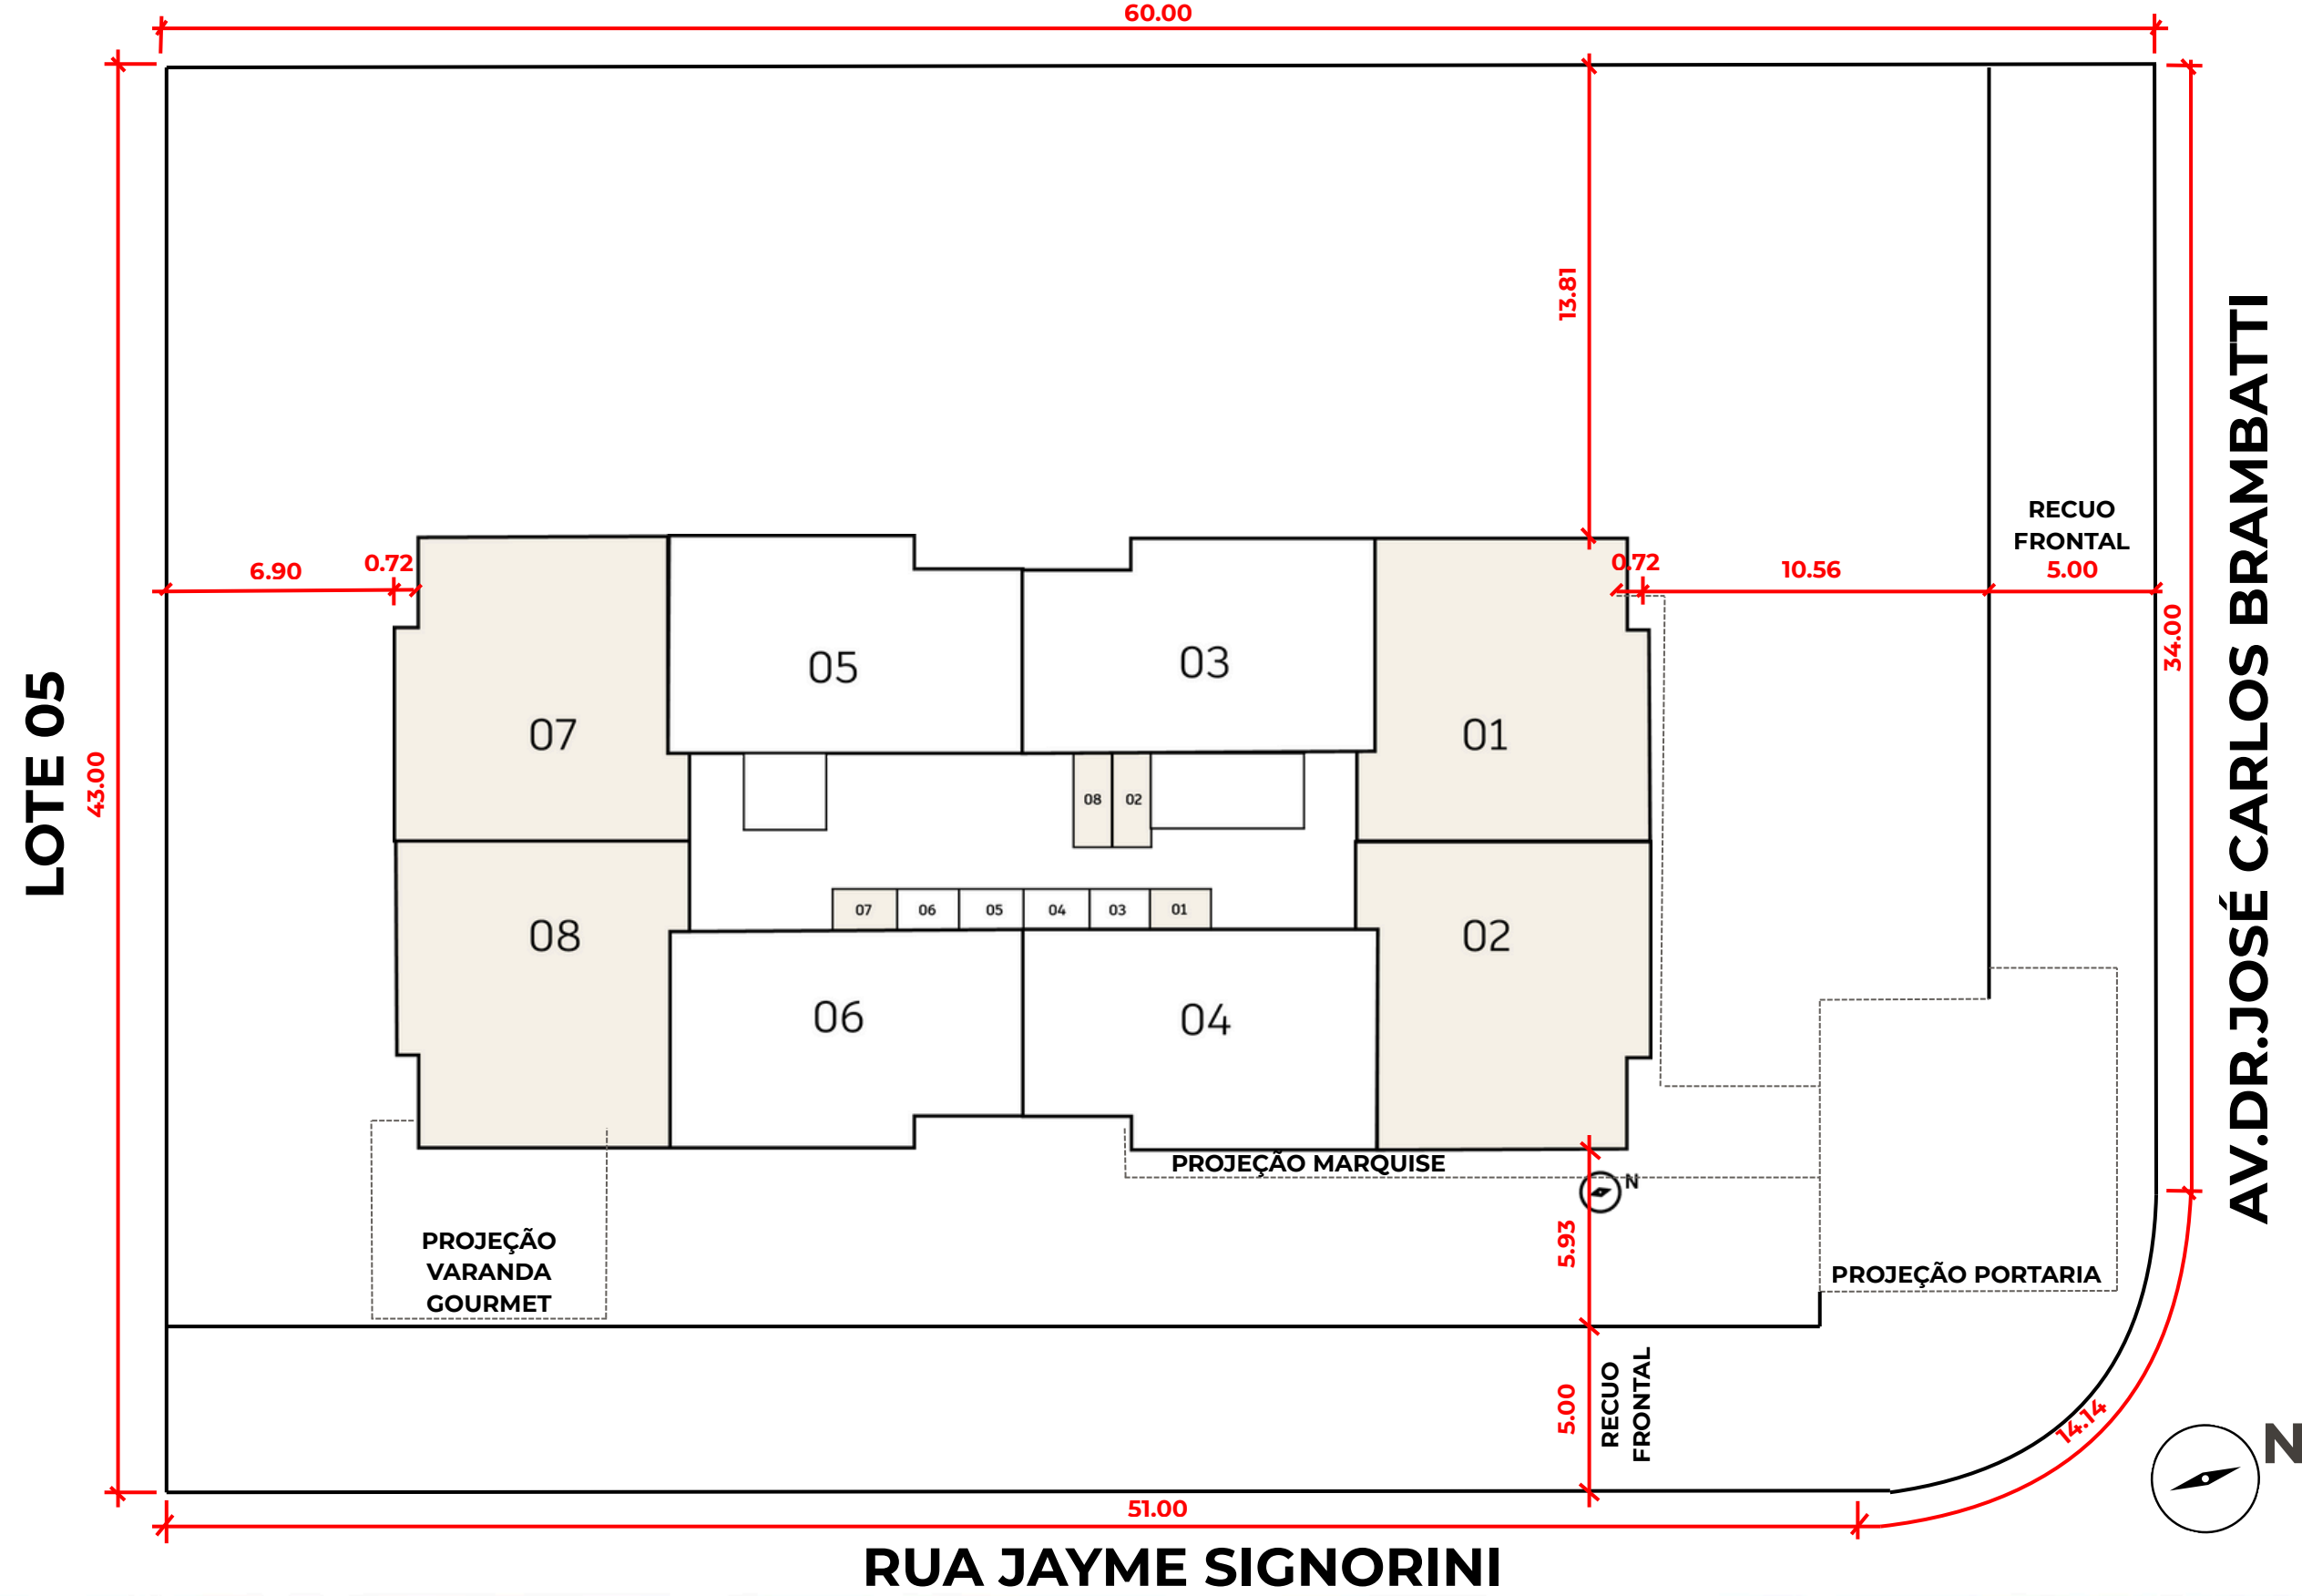 60.00
13.81
RECUO
FRONTAL
6.90
0.72
0.72
10.56
5.00
34.00
AV.DR.JOSÉ CARLOS BRAMBATTI
LOTE 05
43.00
05
03
07
01
08
02
07
06
05
04
03
01
08
02
06
04
PROJEÇÃO MARQUISE
N
5.93
PROJEÇÃO
VARANDA
GOURMET
PROJEÇÃO PORTARIA
5.00
RECUO
FRONTAL
14.14
N
51.00
RUA JAYME SIGNORINI